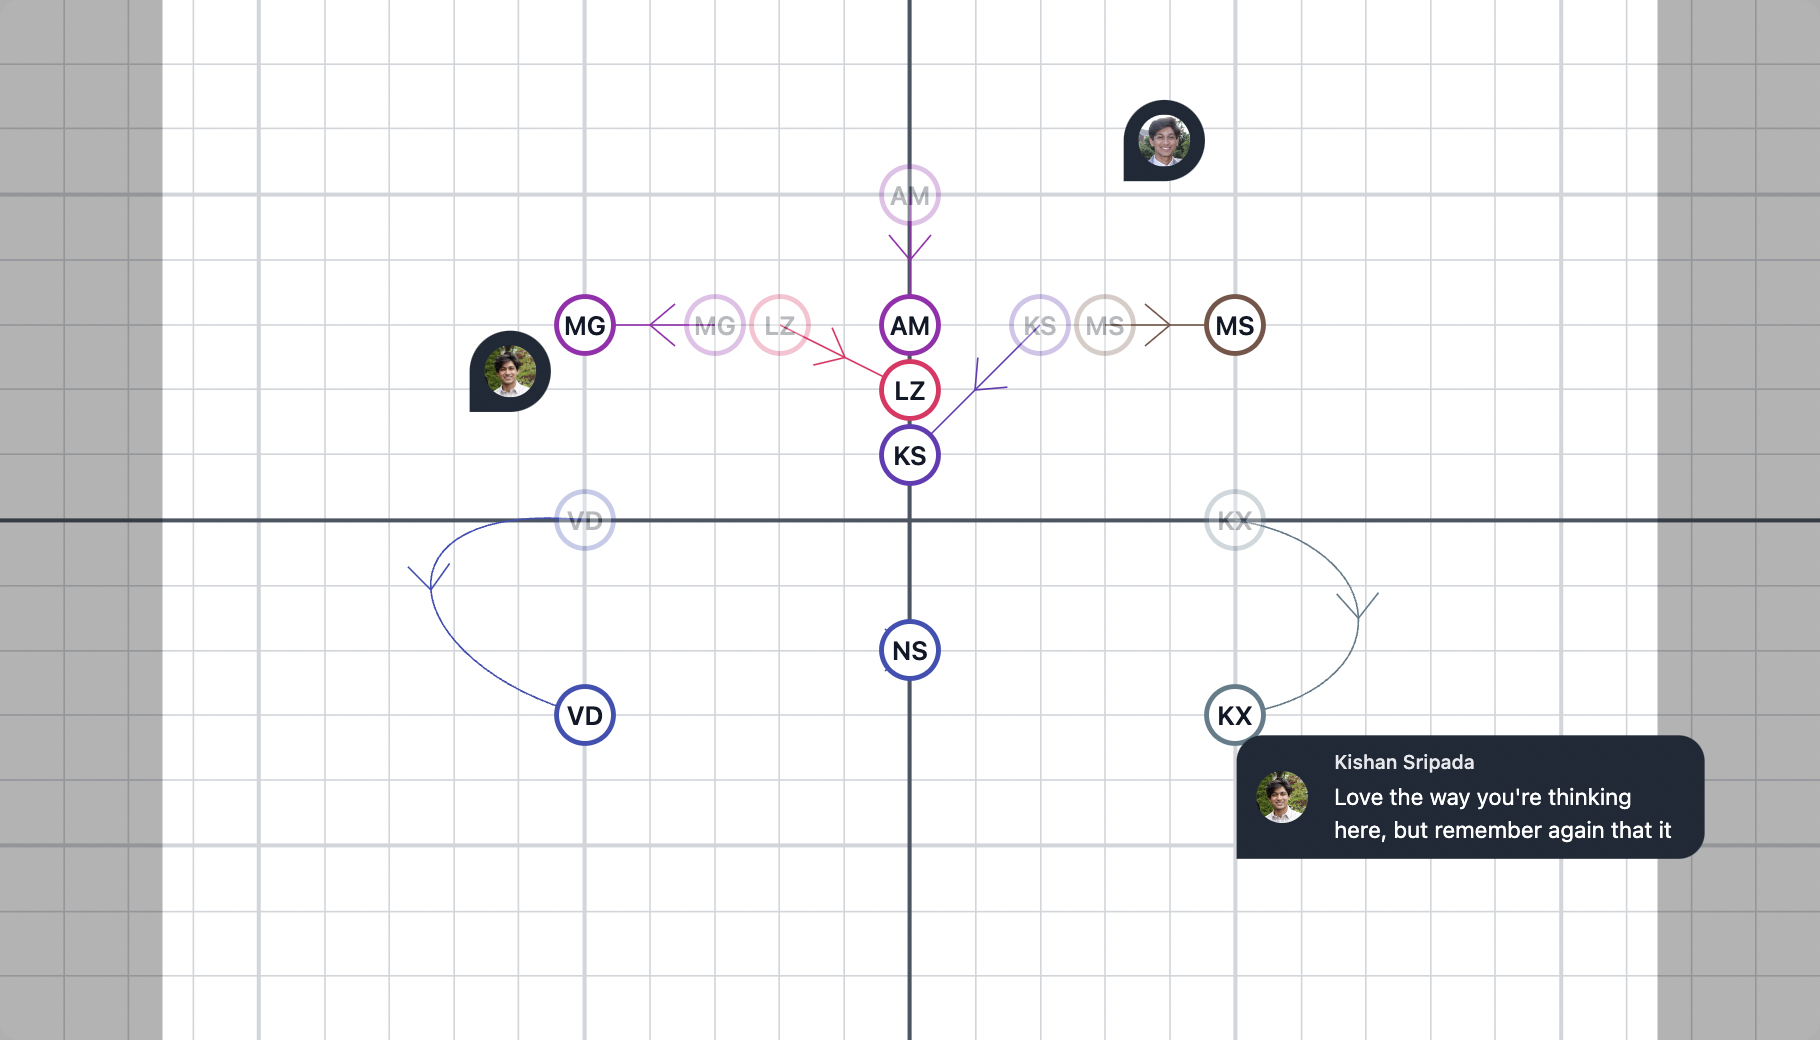 AM
MG
MG
LZ
AM
KS
MS
MS
LZ
KS
VD
KX
NS
VD
KX
Kishan Sripada
Love the way you're thinking
here, but remember again that it